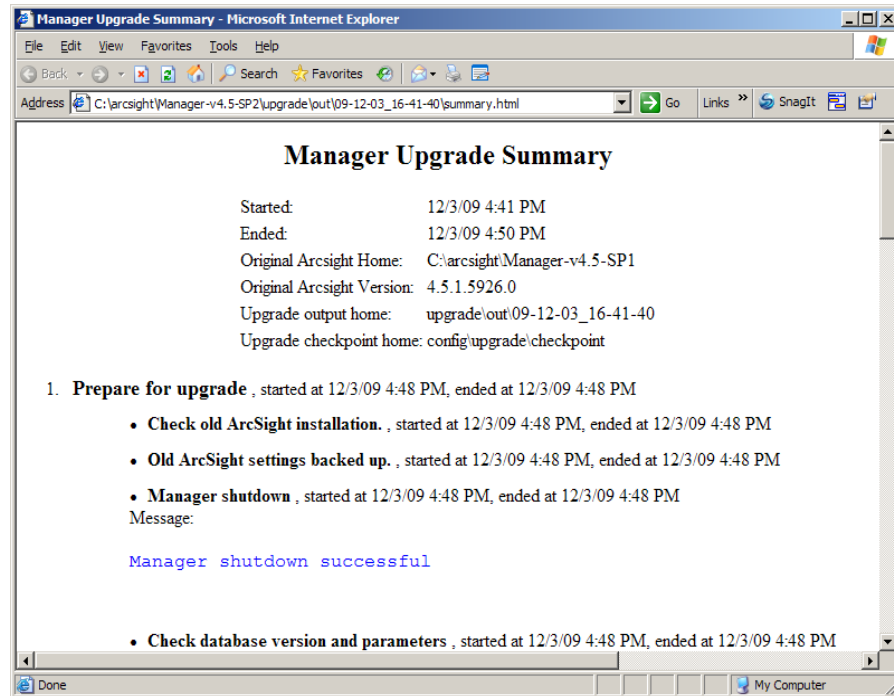 Manager Upgrade Summary - Microsoft Internet Explorer
File Edit View Favorites Tools Help
Back Search Favorites
Address C:\arcsight\Manager-v4.5-SP2\upgrade\out\09-12-03_16-41-40\summary.html Go Links » SnagIt
Manager Upgrade Summary
Started: 12/3/09 4:41 PM
Ended: 12/3/09 4:50 PM
Original Arcsight Home: C:\arcsight\Manager-v4.5-SP1
Original Arcsight Version: 4.5.1.5926.0
Upgrade output home: upgrade\out\09-12-03_16-41-40
Upgrade checkpoint home: config\upgrade\checkpoint
1. Prepare for upgrade , started at 12/3/09 4:48 PM, ended at 12/3/09 4:48 PM
• Check old ArcSight installation. , started at 12/3/09 4:48 PM, ended at 12/3/09 4:48 PM
• Old ArcSight settings backed up. , started at 12/3/09 4:48 PM, ended at 12/3/09 4:48 PM
• Manager shutdown , started at 12/3/09 4:48 PM, ended at 12/3/09 4:48 PM
Message:
Manager shutdown successful
• Check database version and parameters , started at 12/3/09 4:48 PM, ended at 12/3/09 4:48 PM
Done My Computer